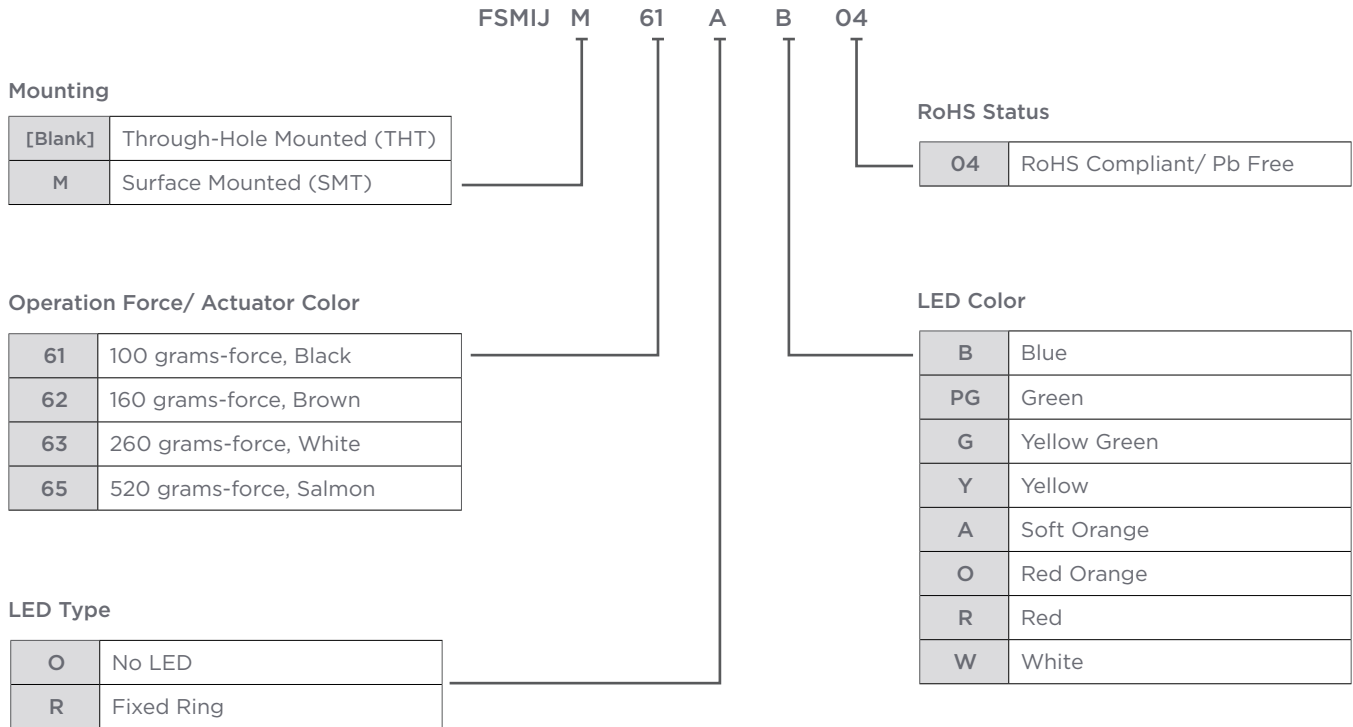 FSMIJ M 61 A B 04
Mounting
[Blank] Through-Hole Mounted (THT)
M Surface Mounted (SMT)
Operation Force/ Actuator Color
61 100 grams-force, Black
62 160 grams-force, Brown
63 260 grams-force, White
65 520 grams-force, Salmon
LED Type
O No LED
R Fixed Ring
RoHS Status
04 RoHS Compliant/ Pb Free
LED Color
B Blue
PG Green
G Yellow Green
Y Yellow
A Soft Orange
O Red Orange
R Red
W White